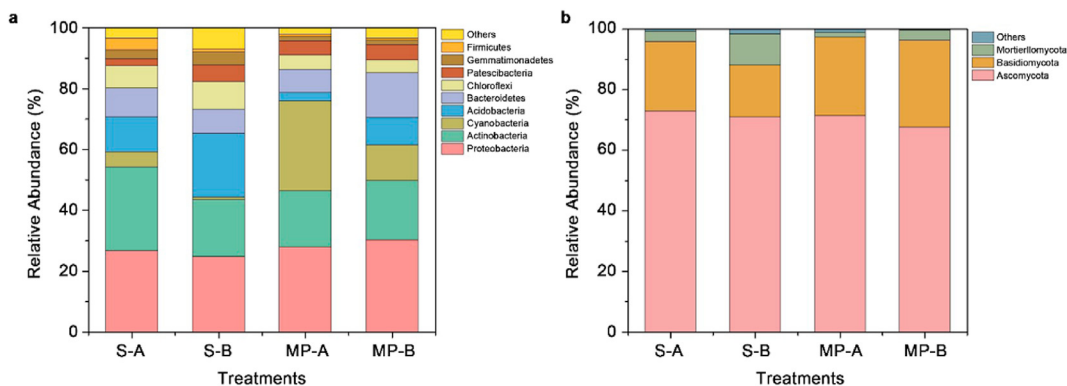 a
Relative Abundance (%)
100
80
60
40
20
0
S-A
S-B
MP-A
MP-B
Treatments
Others
Firmicutes
Gemmatimonadetes
Patescibacteria
Chloroflexi
Bacteroidetes
Acidobacteria
Cyanobacteria
Actinobacteria
Proteobacteria
b
Relative Abundance (%)
100
80
60
40
20
0
S-A
S-B
MP-A
MP-B
Treatments
Others
Mortierllomycota
Basidiomycota
Ascomycota